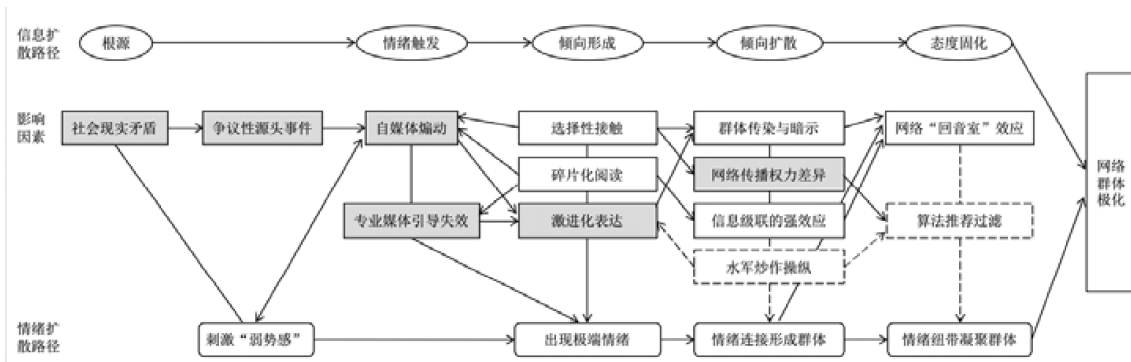 信息扩
散路径
根源
情绪触发
倾向形成
倾向扩散
态度固化
影响
因素
社会现实矛盾
争议性源头事件
自媒体煽动
选择性接触
群体传染与暗示
网络“回音室”效应
碎片化阅读
网络传播权力差异
专业媒体引导失效
激进化表达
信息级联的强效应
算法推荐过滤
水军炒作操纵
网络
群体
极化
情绪扩
散路径
刺激“弱势感”
出现极端情绪
情绪连接形成群体
情绪纽带凝聚群体